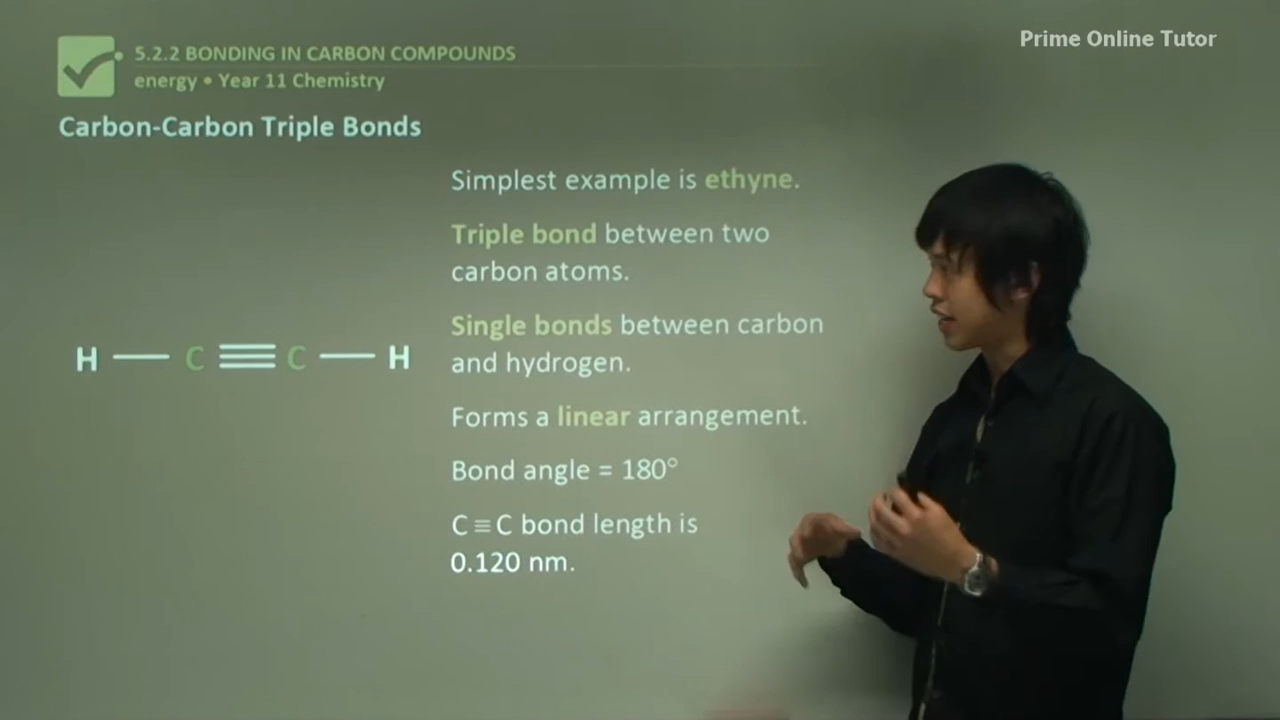 Prime Online Tutor
5.2.2 BONDING IN CARBON COMPOUNDS
energy • Year 11 Chemistry
Carbon-Carbon Triple Bonds
Simplest example is ethyne.
Triple bond between two
carbon atoms.
Single bonds between carbon
and hydrogen.
H — C ≡ C — H
Forms a linear arrangement.
Bond angle = 180°
C≡C bond length is
0.120 nm.